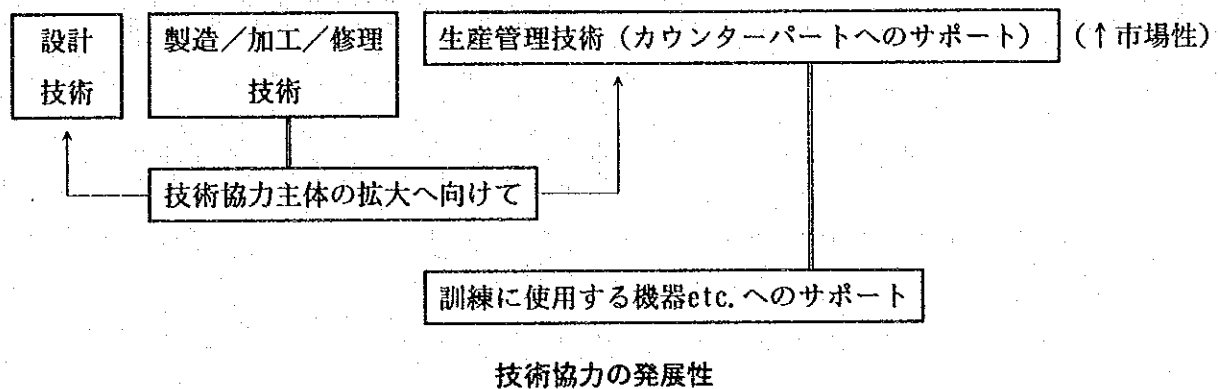 設計
技術
製造／加工／修理
技術
生産管理技術（カウンターパートへのサポート）
（↑市場性）
技術協力主体の拡大へ向けて
訓練に使用する機器etc.へのサポート
技術協力の発展性